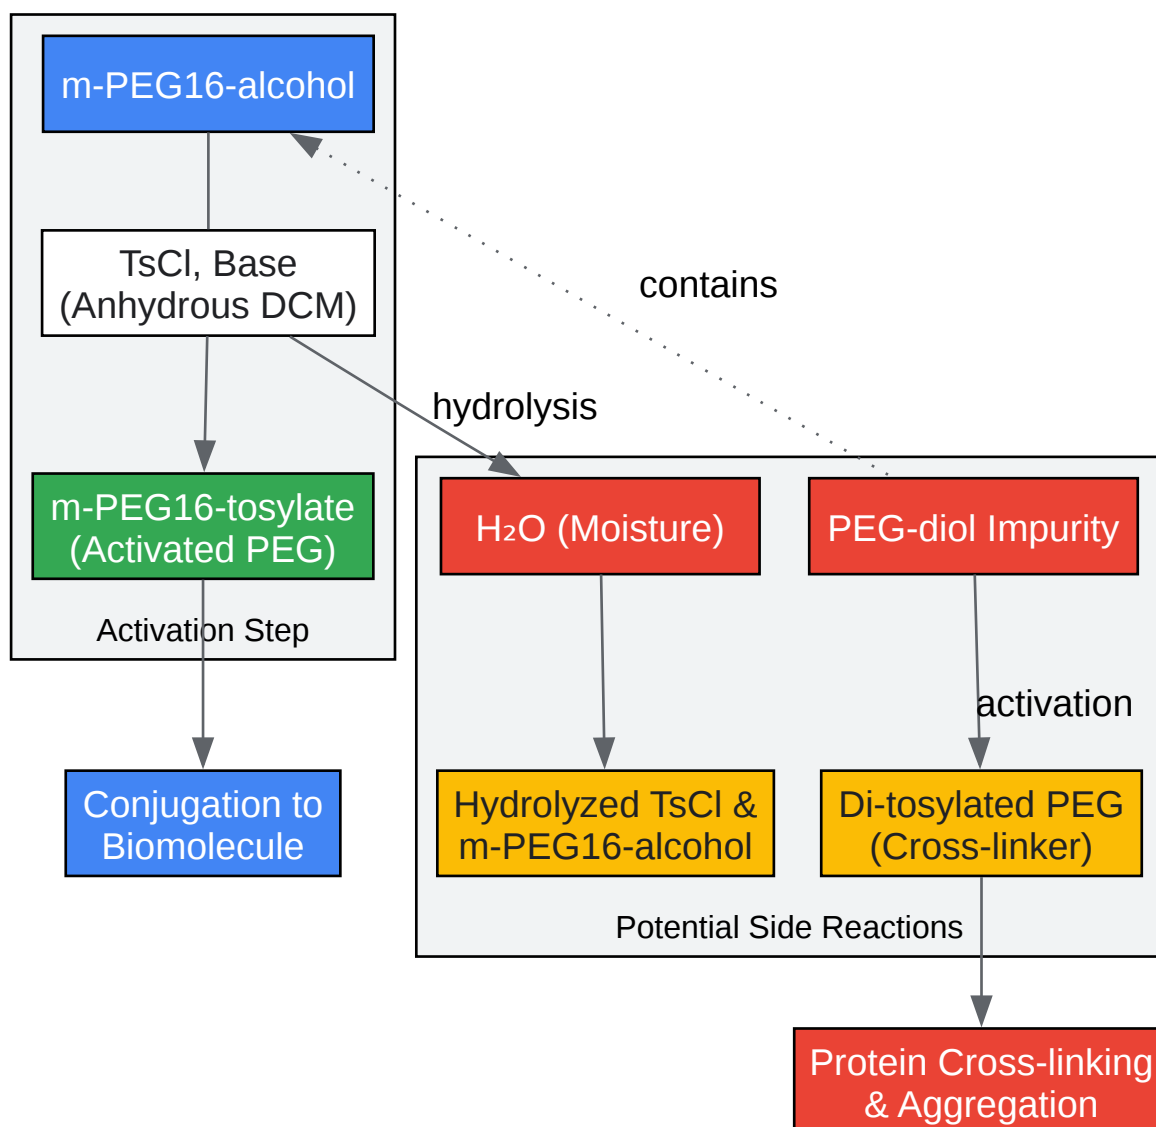 m-PEG16-alcohol
TsCl, Base
(Anhydrous DCM)
contains
hydrolysis
m-PEG16-tosylate
(Activated PEG)
H₂O (Moisture)
PEG-diol Impurity
Activation Step
activation
Conjugation to
Biomolecule
Hydrolyzed TsCl &
m-PEG16-alcohol
Di-tosylated PEG
(Cross-linker)
Potential Side Reactions
Protein Cross-linking
& Aggregation